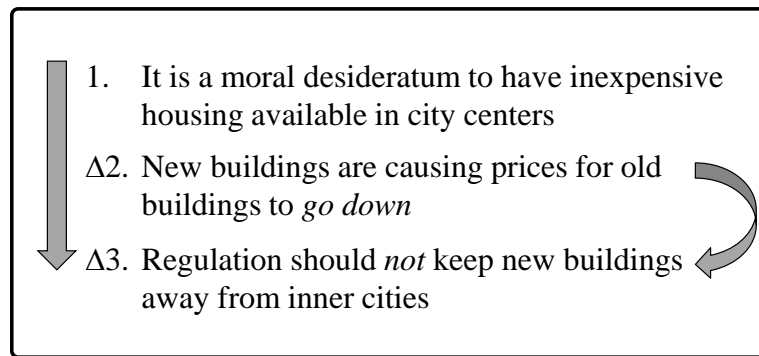 1. It is a moral desideratum to have inexpensive
housing available in city centers
Δ2. New buildings are causing prices for old
buildings to go down
Δ3. Regulation should not keep new buildings
away from inner cities